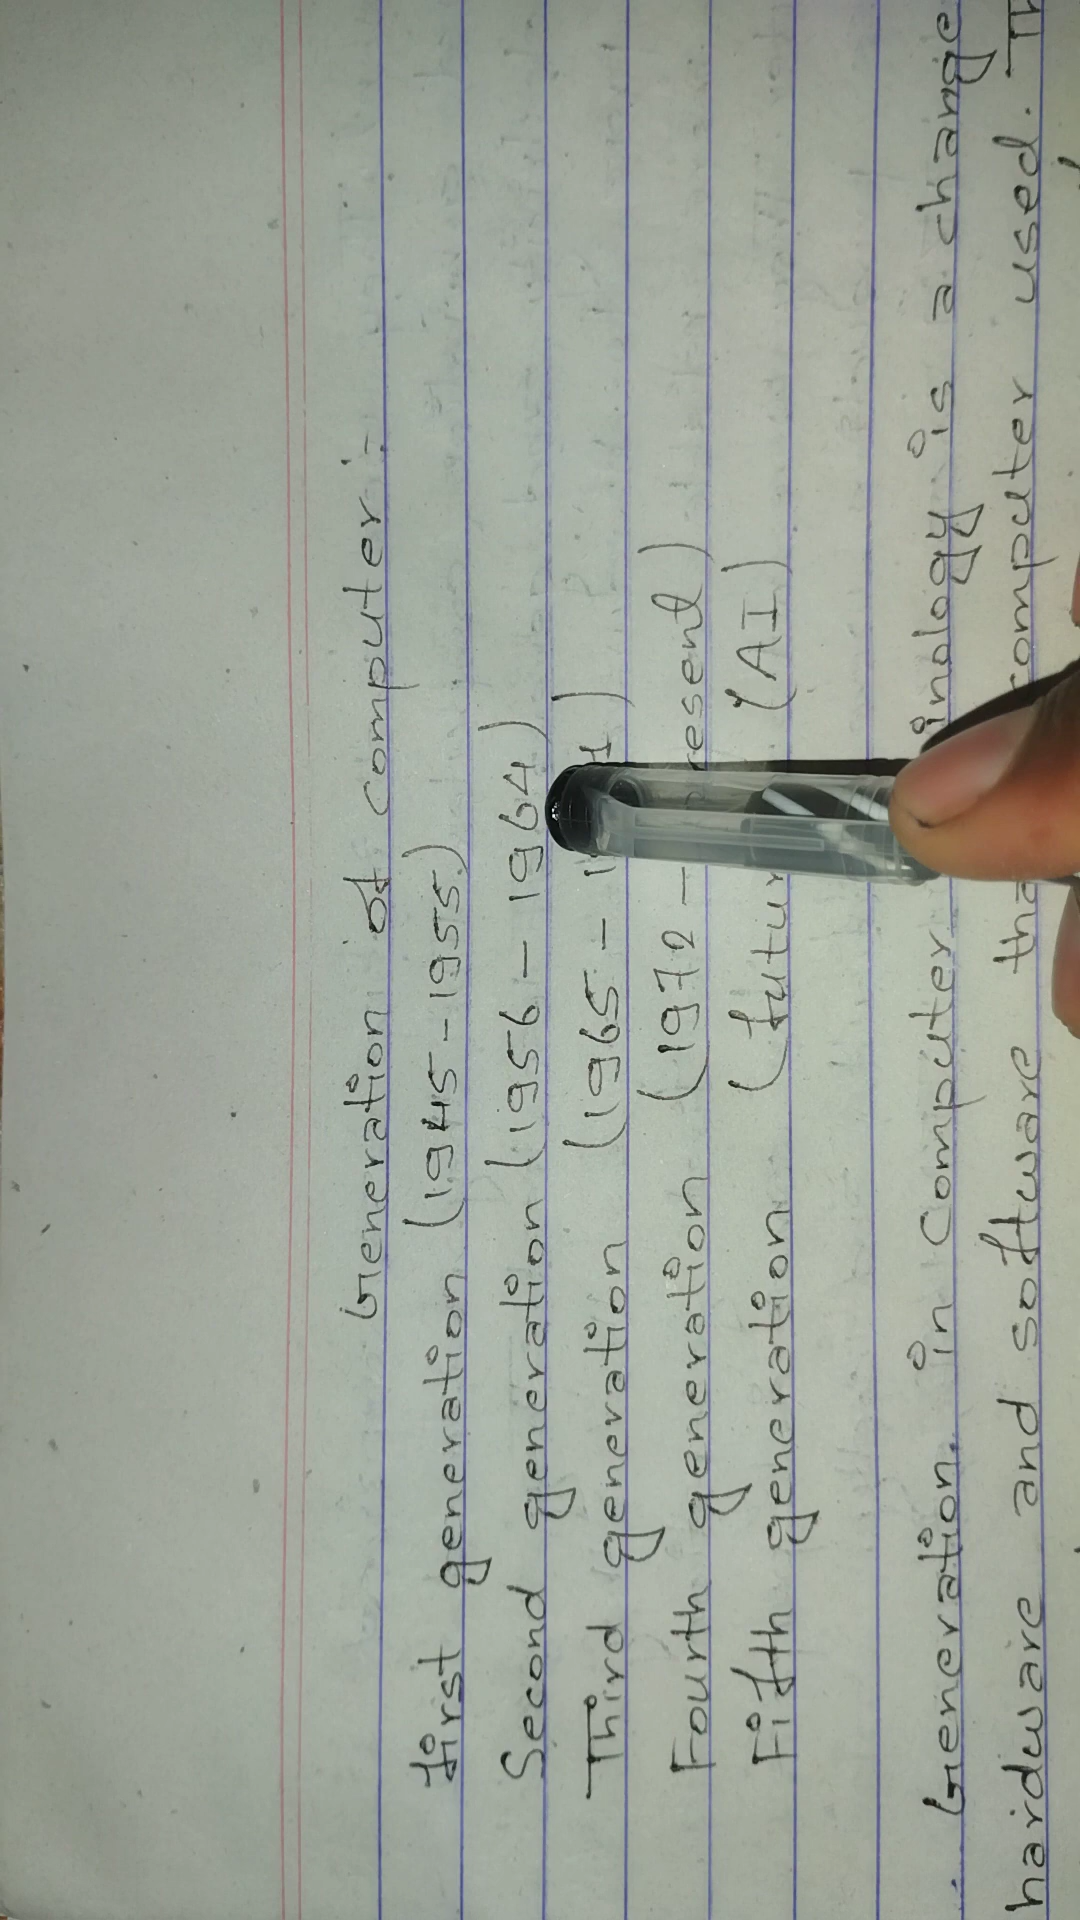 Generation of computer :-
first generation (1945-1955)
Second generation (1956 - 1964)
Third generation (1965 -
Fourth generation (1972 -
Fifth generation (AI)
Generation in Computer is a change
hardware and software computer used.